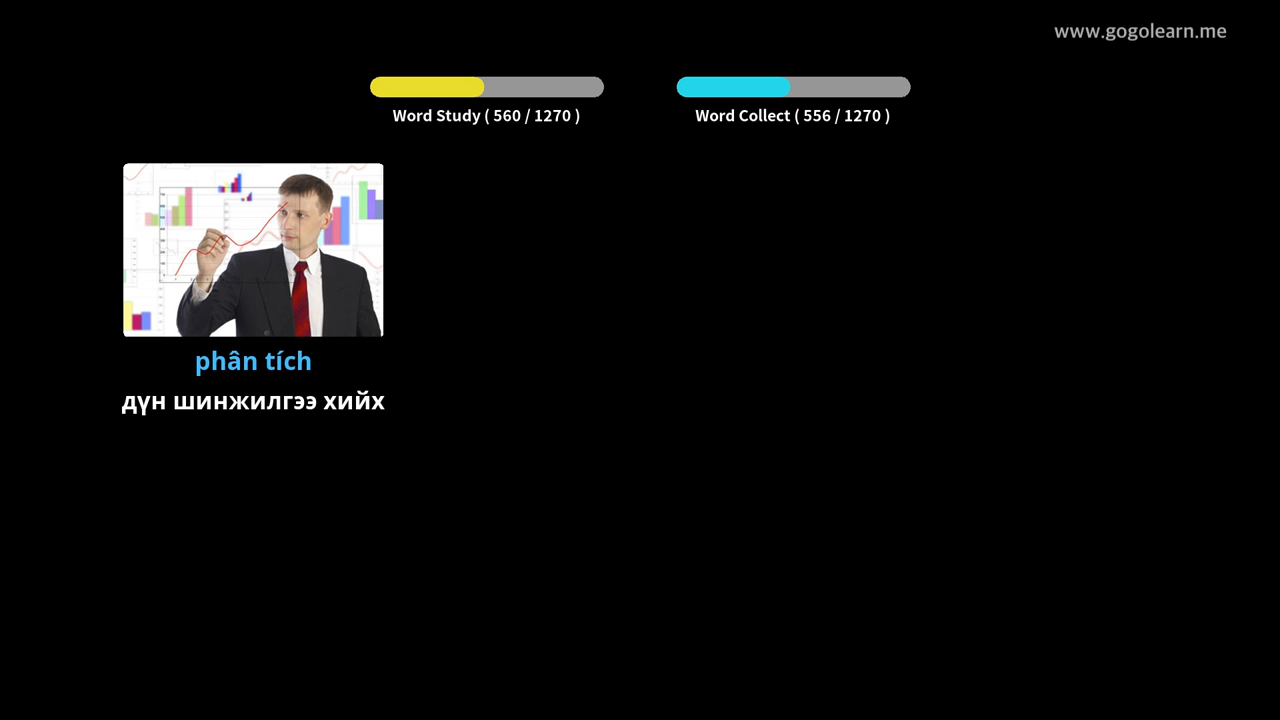 www.gogolearn.me
Word Study ( 560 / 1270 )
Word Collect ( 556 / 1270 )
phân tích
дүн шинжилгээ хийх